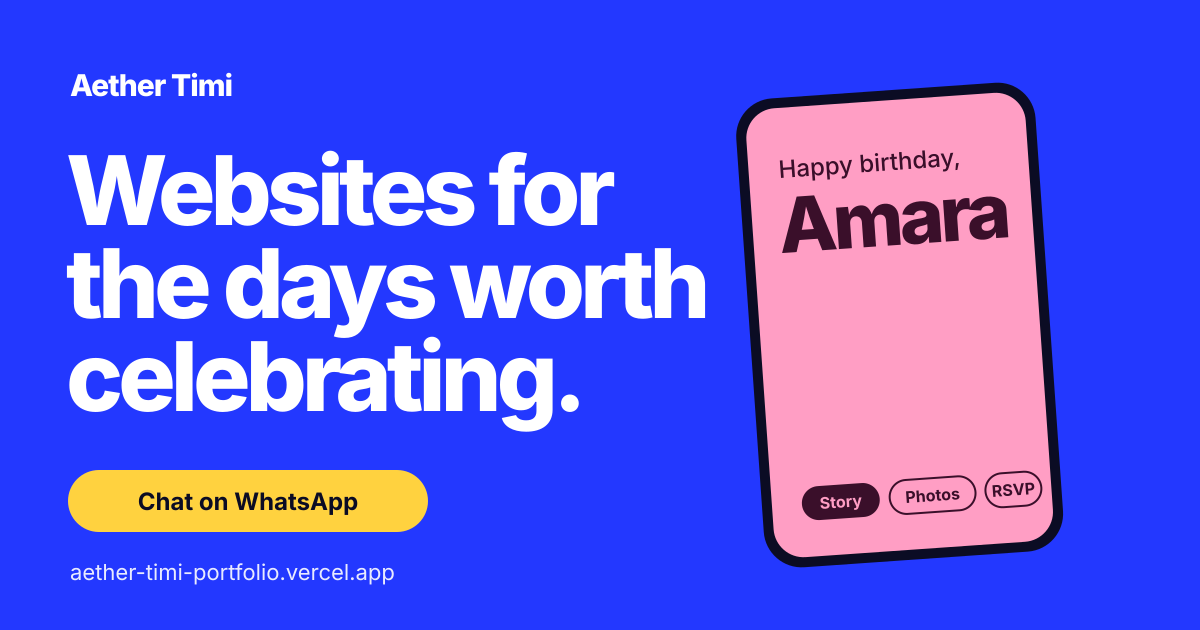 Aether Timi
Websites for
the days worth
celebrating.
Chat on WhatsApp
aether-timi-portfolio.vercel.app
Happy birthday,
Amara
Story
Photos
RSVP